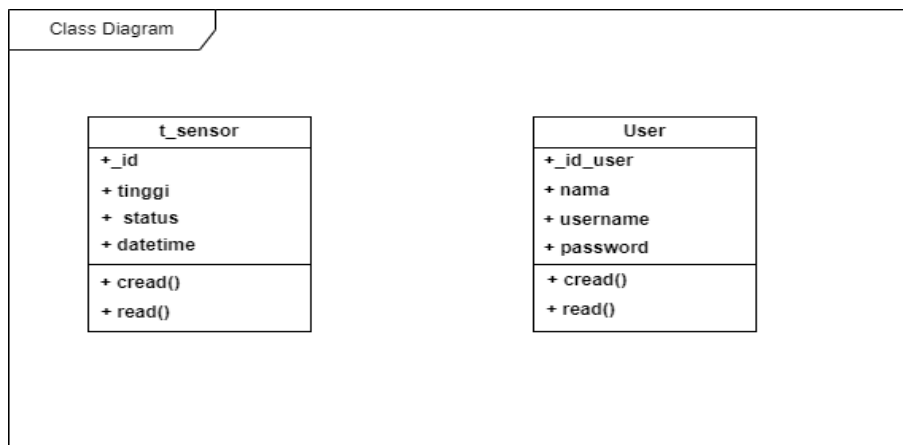 Class Diagram
t_sensor
+_id
+ tinggi
+ status
+ datetime
+ cread()
+ read()
User
+_id_user
+ nama
+ username
+ password
+ cread()
+ read()